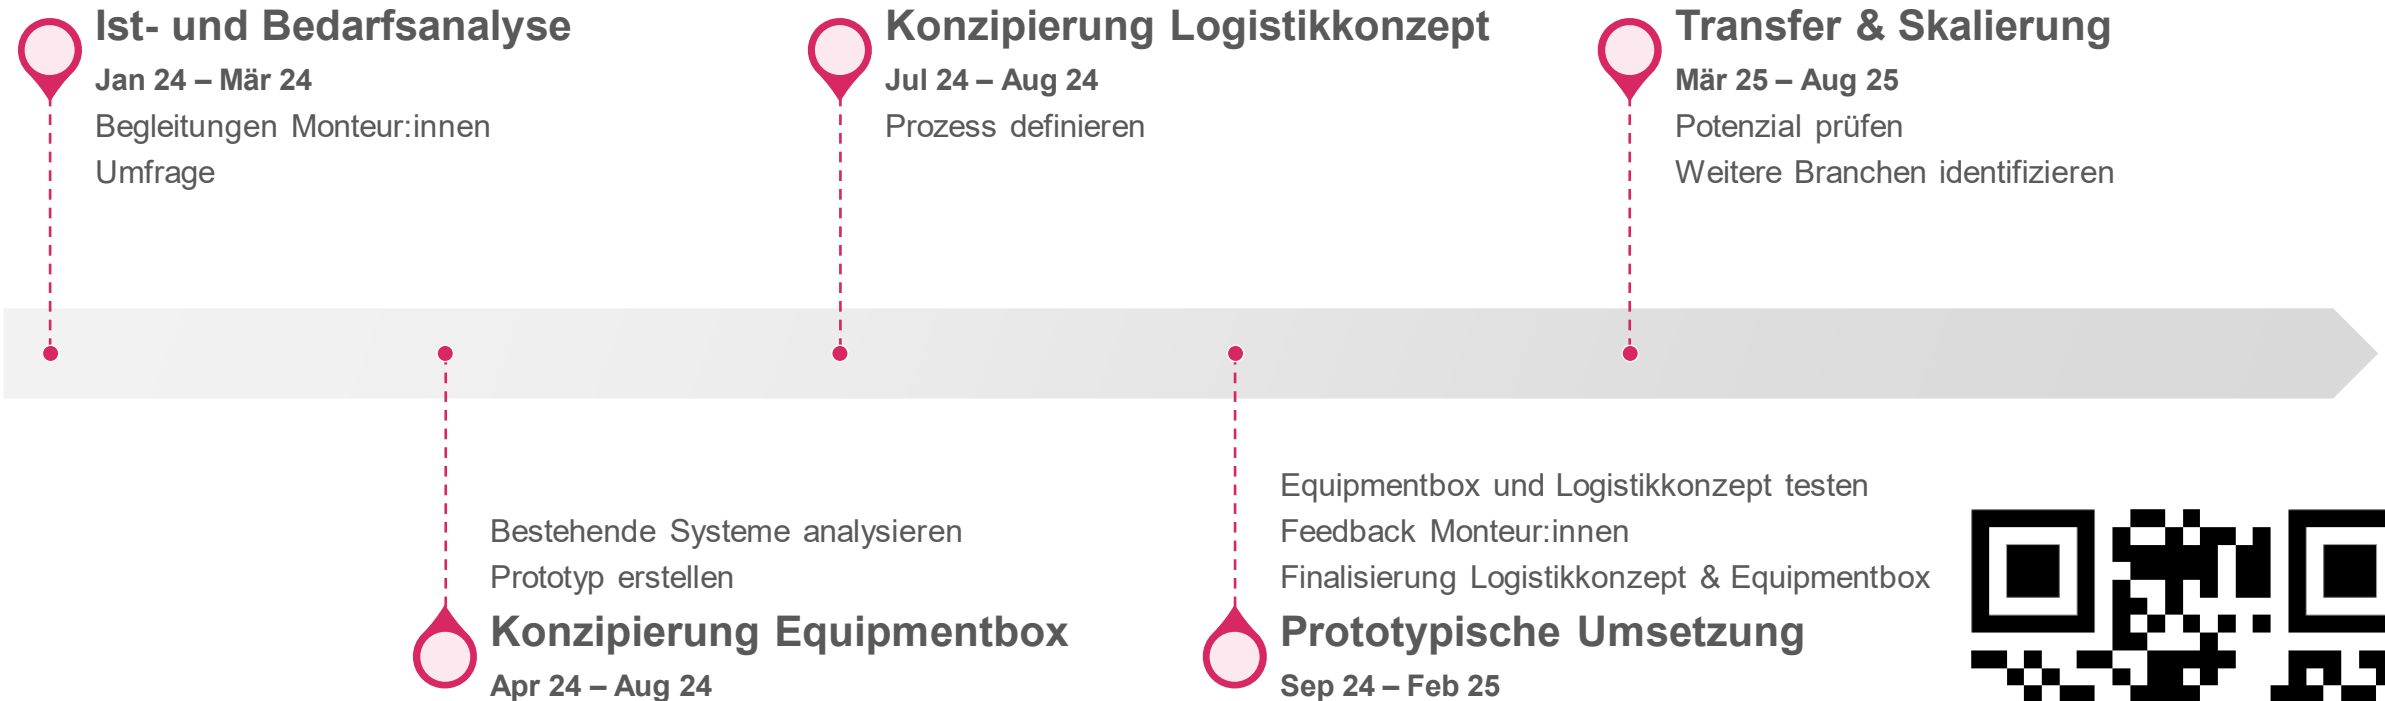 Ist- und Bedarfsanalyse
Jan 24 – Mär 24
Begleitungen Monteur:innen
Umfrage
Konzipierung Logistikkonzept
Jul 24 – Aug 24
Prozess definieren
Transfer & Skalierung
Mär 25 – Aug 25
Potenzial prüfen
Weitere Branchen identifizieren
Bestehende Systeme analysieren
Prototyp erstellen
Konzipierung Equipmentbox
Apr 24 – Aug 24
Equipmentbox und Logistikkonzept testen
Feedback Monteur:innen
Finalisierung Logistikkonzept & Equipmentbox
Prototypische Umsetzung
Sep 24 – Feb 25